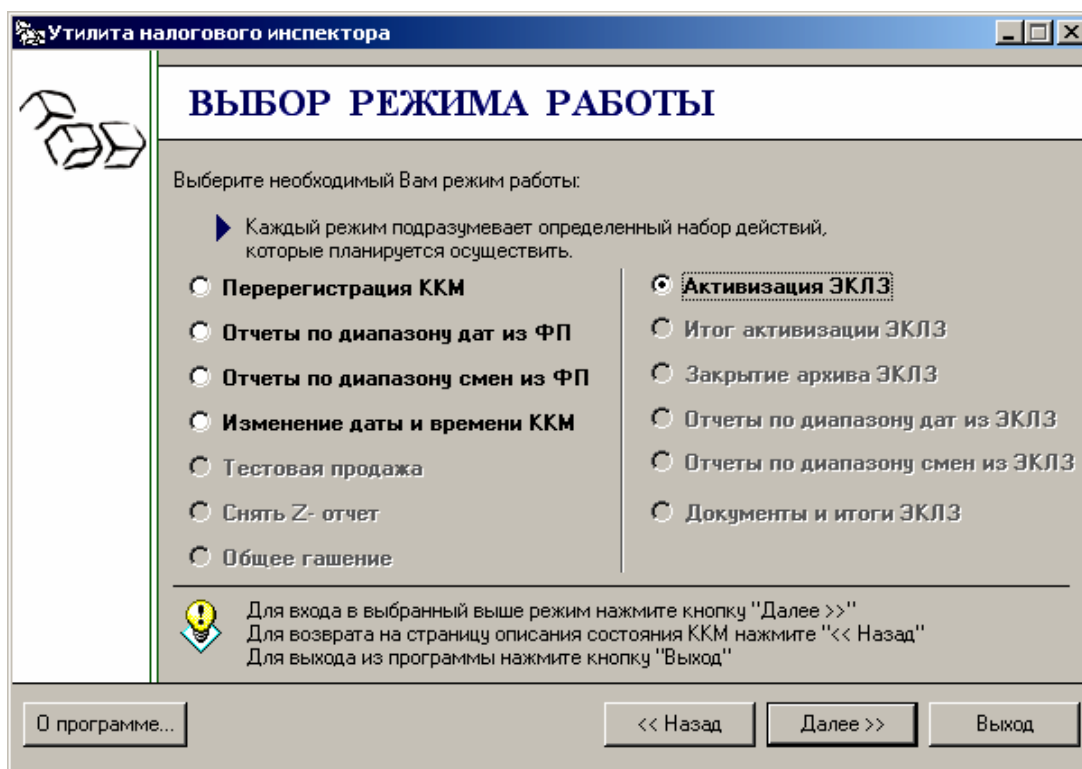 Утилита налогового инспектора
ВЫБОР РЕЖИМА РАБОТЫ
Выберите необходимый Вам режим работы:
Каждый режим подразумевает определенный набор действий,
которые планируется осуществить.
Перерегистрация ККМ
Отчеты по диапазону дат из ФП
Отчеты по диапазону смен из ФП
Изменение даты и времени ККМ
Тестовая продажа
Снять Z- отчет
Общее гашение
Активизация ЭКЛЗ
Итог активизации ЭКЛЗ
Закрытие архива ЭКЛЗ
Отчеты по диапазону дат из ЭКЛЗ
Отчеты по диапазону смен из ЭКЛЗ
Документы и итоги ЭКЛЗ
Для входа в выбранный выше режим нажмите кнопку "Далее >>"
Для возврата на страницу описания состояния ККМ нажмите "<< Назад"
Для выхода из программы нажмите кнопку "Выход"
О программе...
<< Назад
Далее >>
Выход